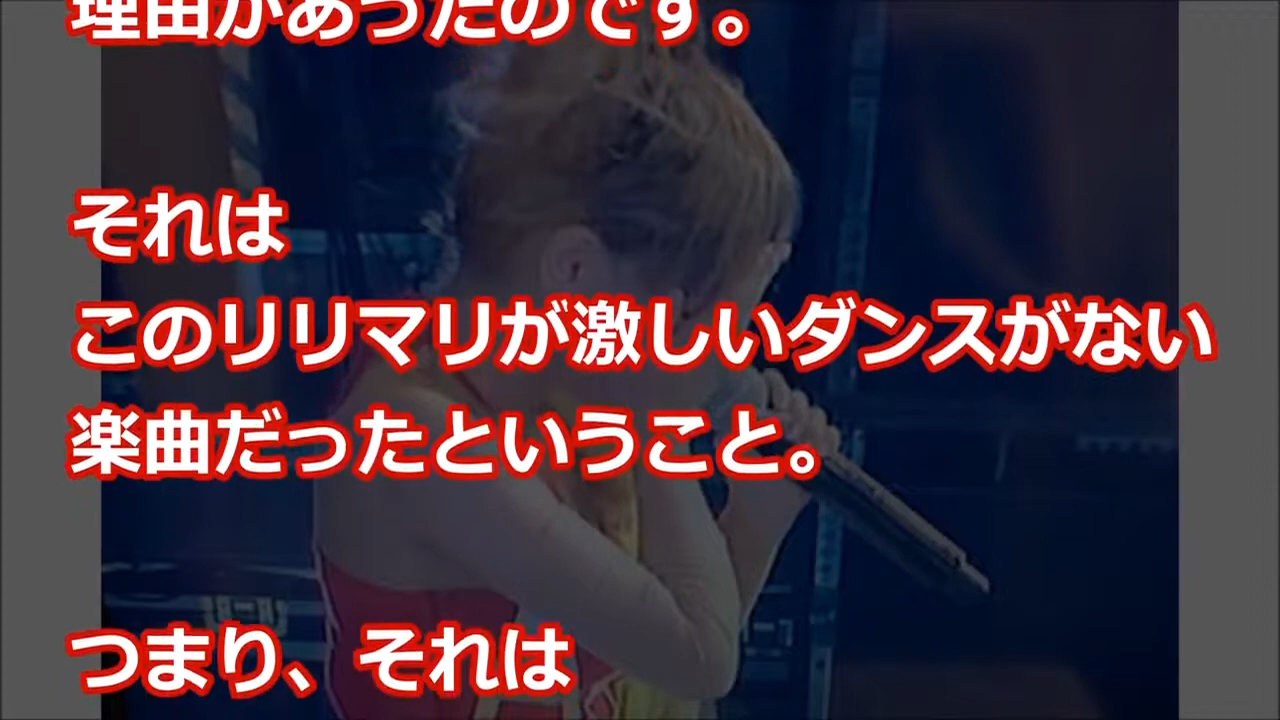 理由があったのです。
それは
このリリマリが激しいダンスがない
楽曲だったということ。
つまり、それは